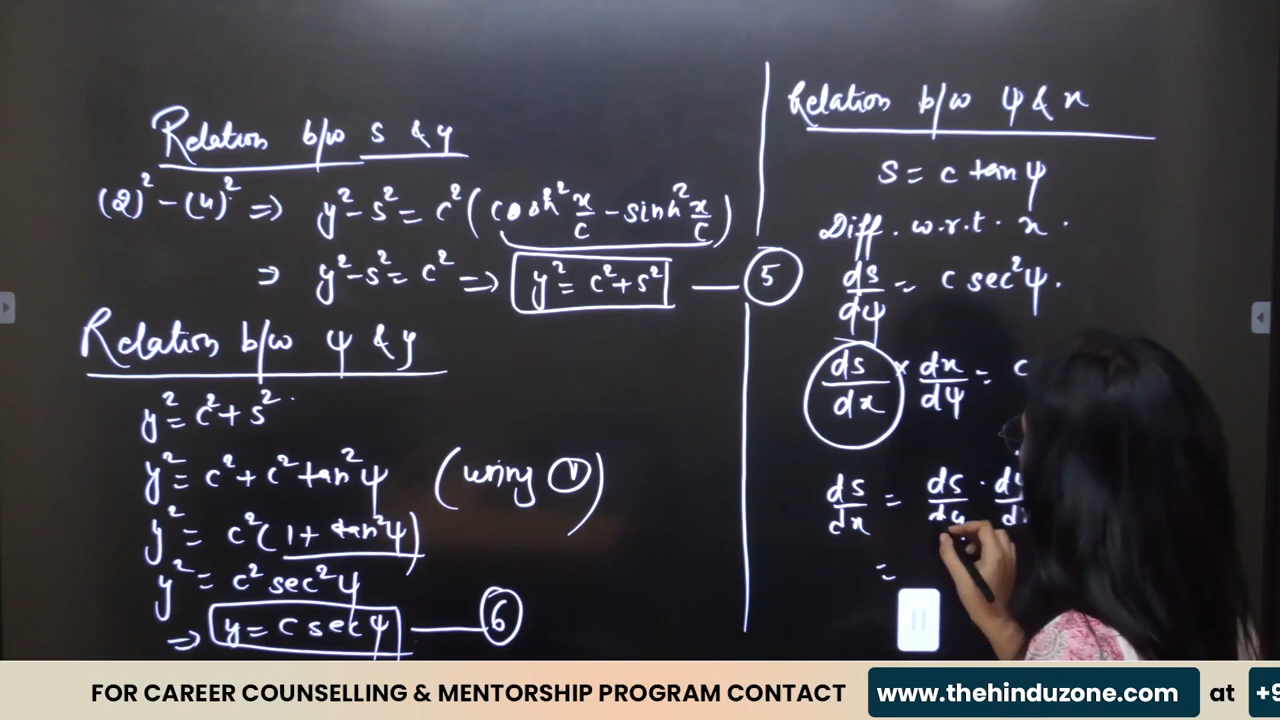 Relation b/w s & y
(2)² - (4)² => y² - s² = c² (cosh² x/c - sinh² x/c)
=> y² - s² = c² => y² = c² + s² — 5
Relation b/w ψ & y
y² = c² + s²
y² = c² + c² tan² ψ (using 1)
y² = c² (1 + tan² ψ)
y² = c² sec² ψ
=> y = c sec ψ — 6
Relation b/w ψ & x
s = c tan ψ
Diff. w.r.t. x.
ds/dψ = c sec² ψ.
ds/dx × dx/dψ = c
ds/dx = ds/dy ·
=
FOR CAREER COUNSELLING & MENTORSHIP PROGRAM CONTACT www.thehinduzone.com at +9